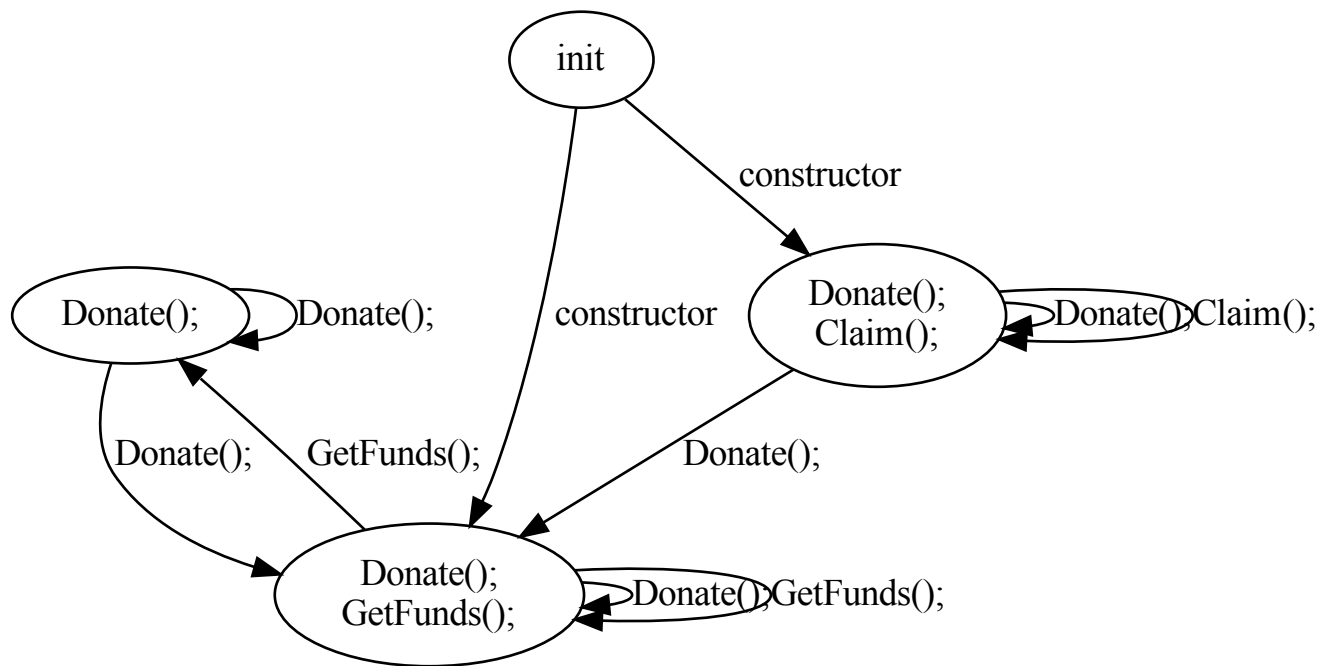 init
constructor
constructor
Donate();
Donate();
Donate();
Claim();
Donate();
Claim();
Donate();
GetFunds();
Donate();
Donate();
GetFunds();
Donate();
GetFunds();